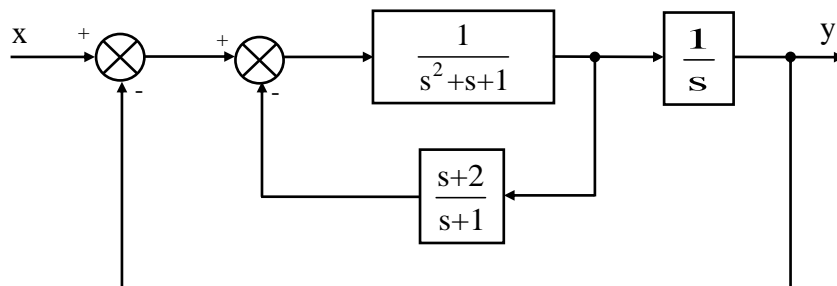 x + - + - 1 1 y
s²+s+1 s
s+2
s+1